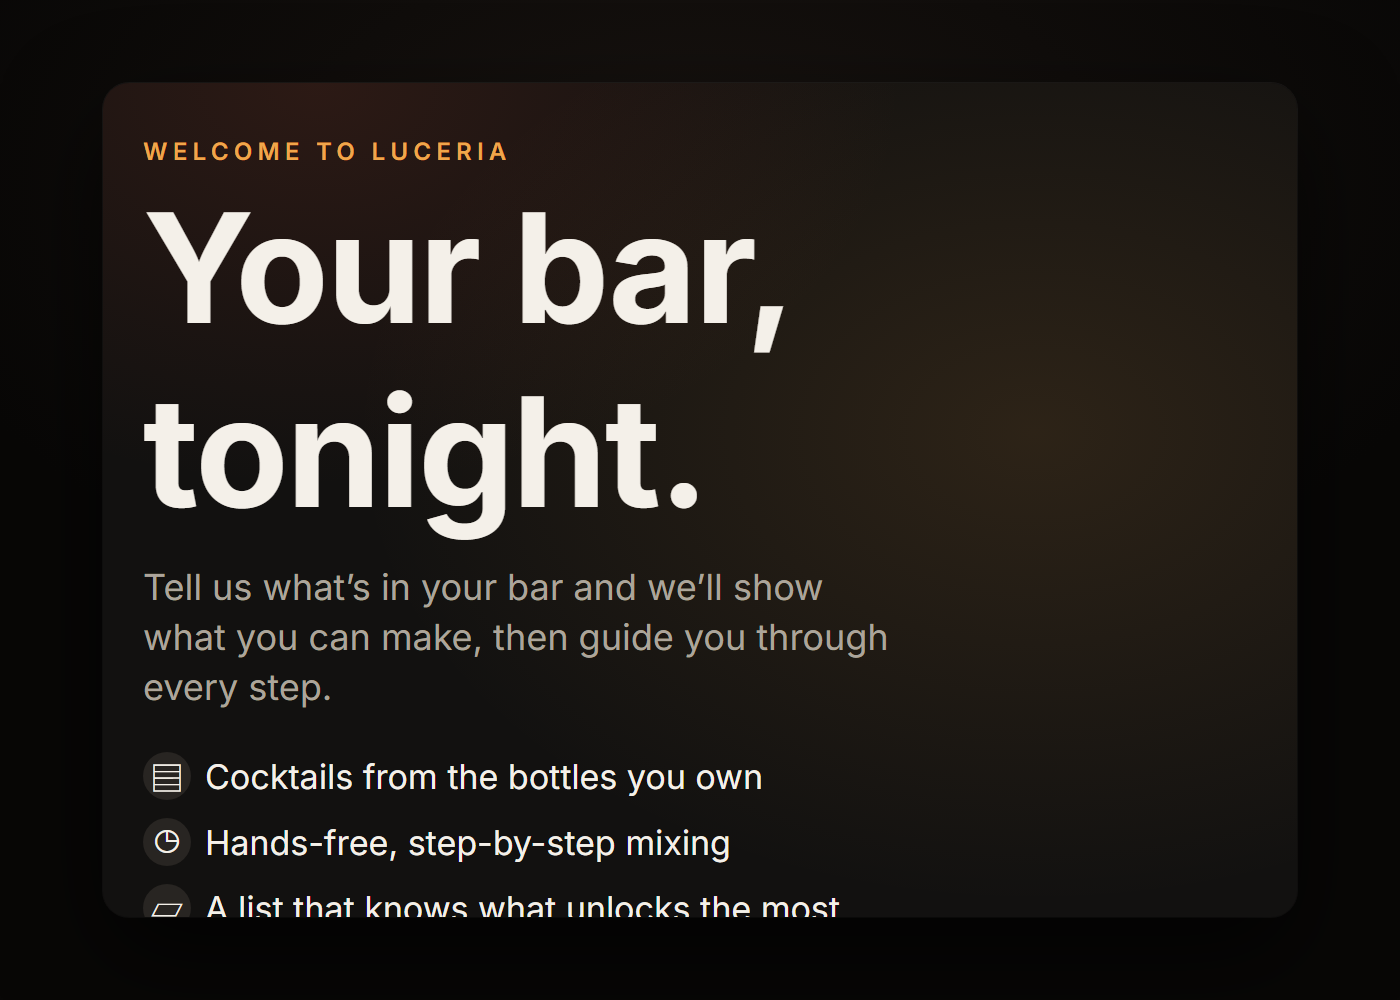 WELCOME TO LUCERIA
Your bar,
tonight.
Tell us what’s in your bar and we’ll show
what you can make, then guide you through
every step.
Cocktails from the bottles you own
Hands-free, step-by-step mixing
A list that knows what unlocks the most